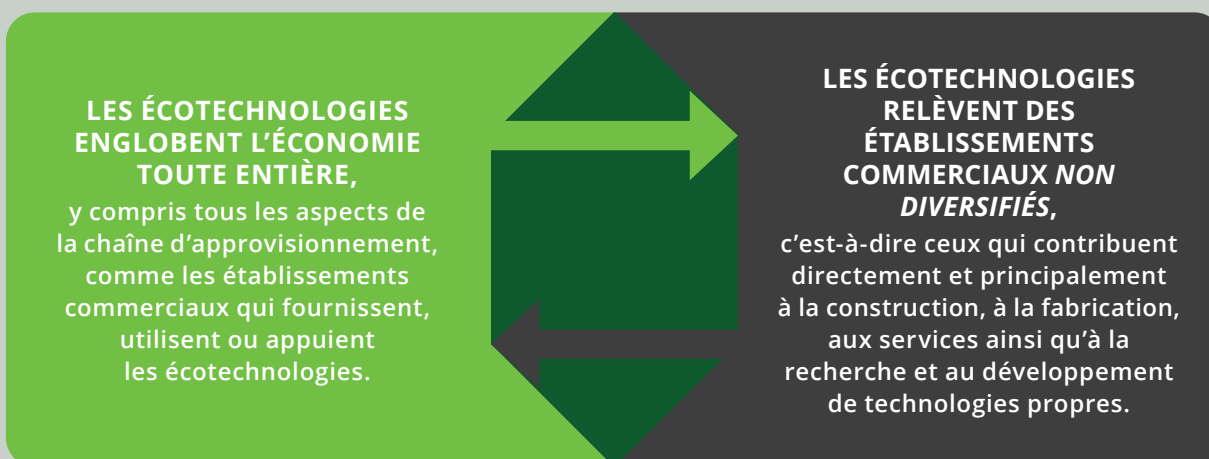 LES ÉCOTECHNOLOGIES
ENGLOBENT L’ÉCONOMIE
TOUTE ENTIÈRE,
y compris tous les aspects de
la chaîne d’approvisionnement,
comme les établissements
commerciaux qui fournissent,
utilisent ou appuient
les écotechnologies.
LES ÉCOTECHNOLOGIES
RELÈVENT DES
ÉTABLISSEMENTS
COMMERCIAUX NON
DIVERSIFIÉS,
c’est-à-dire ceux qui contribuent
directement et principalement
à la construction, à la fabrication,
aux services ainsi qu’à la
recherche et au développement
de technologies propres.